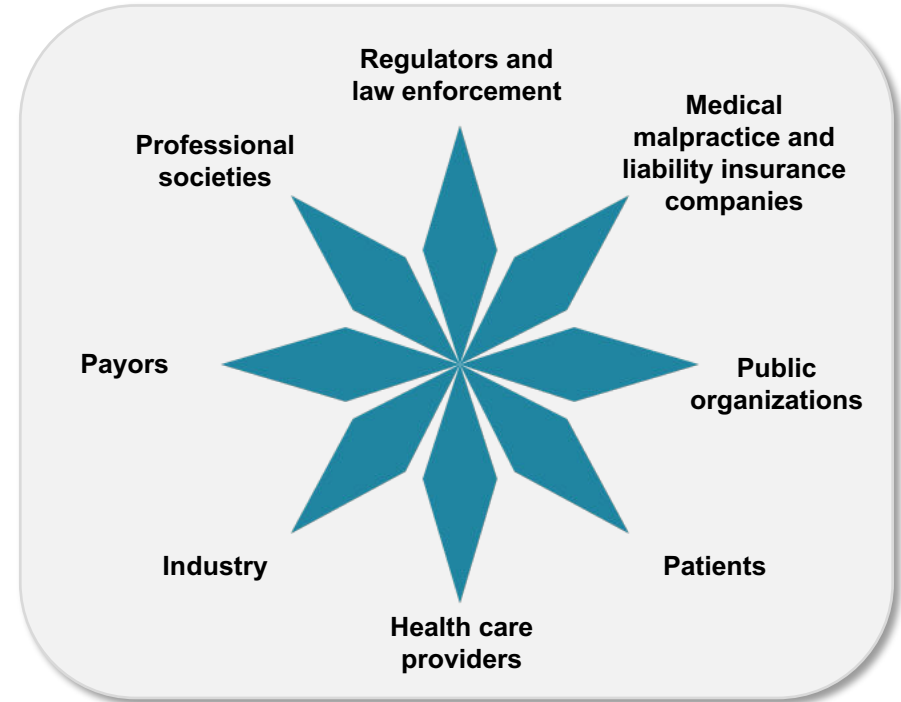 Regulators and
law enforcement
Medical
malpractice and
liability insurance
companies
Professional
societies
Payors
Public
organizations
Industry
Patients
Health care
providers